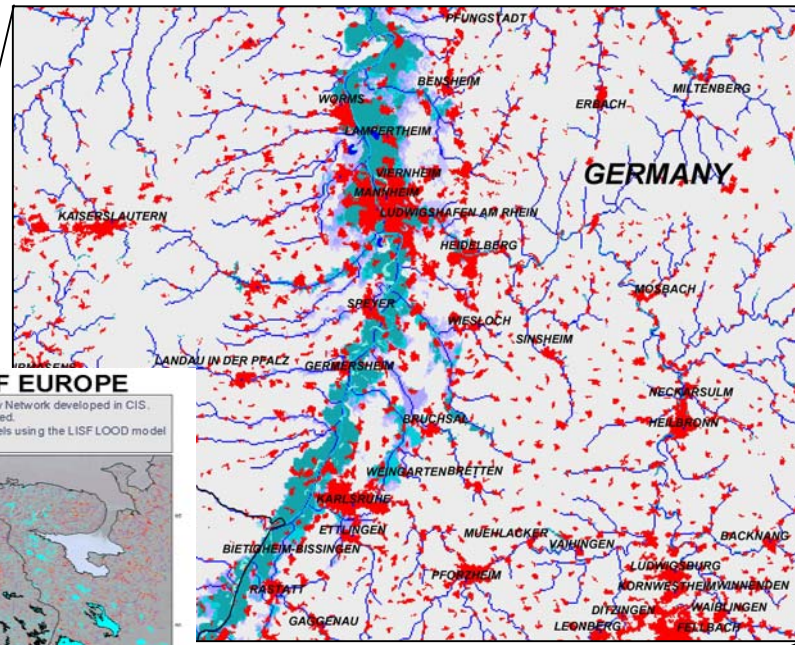 PFUNGSTADT
BENSHEIM
MILTENBERG
WORMS
ERBACH
LAMPERTHEIM
VIERNHEIM
GERMANY
MANNHEIM
KAISERSLAUTERN
LUDWIGSHAFEN AM RHEIN
HEIDELBERG
MOSBACH
SPEYER
WIESLOCH
SINSHEIM
LANDAU IN DER PFALZ
GERMERSHEIM
F EUROPE
Network developed in CIS.
ed.
els using the LISFLOOD model
NECKARSULM
HEILBRONN
BRUCHSAL
WEINGARTEN
BRETTEN
KARLSRUHE
ETTLINGEN
MUEHLACKER
VAIHINGEN
BACKNANG
BIETIGHEIM-BISSINGEN
LUDWIGSBURG
PFORZHEIM
KORNWESTHEIM
WINNENDEN
RASTATT
DITZINGEN
WAIBLINGEN
GAGGENAU
LEONBERG
FELLBACH